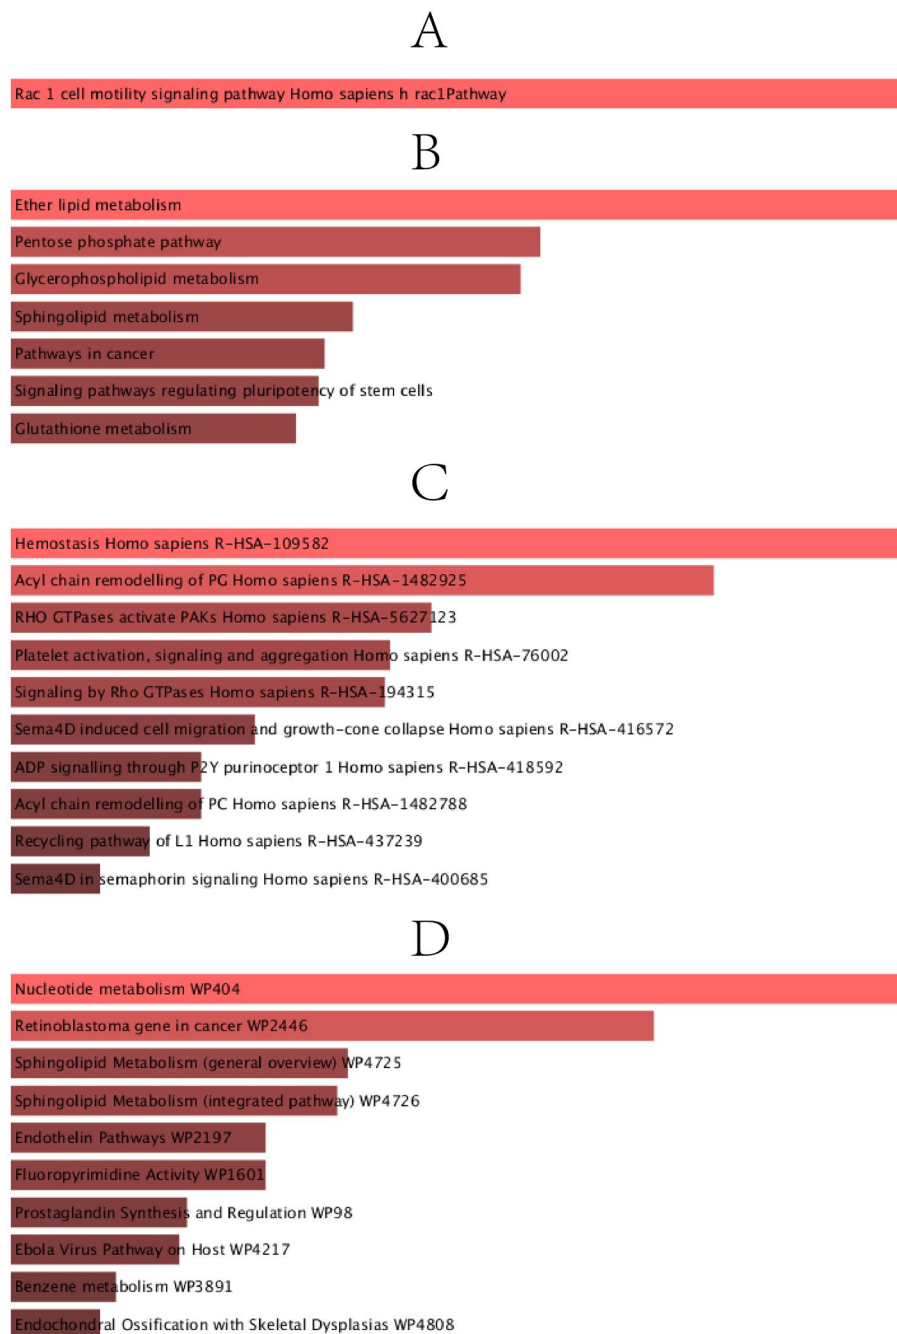 A
Rac 1 cell motility signaling pathway Homo sapiens h rac1Pathway
B
Ether lipid metabolism
Pentose phosphate pathway
Glycerophospholipid metabolism
Sphingolipid metabolism
Pathways in cancer
Signaling pathways regulating pluripotency of stem cells
Glutathione metabolism
C
Hemostasis Homo sapiens R-HSA-109582
Acyl chain remodelling of PG Homo sapiens R-HSA-1482925
RHO GTPases activate PAKs Homo sapiens R-HSA-5627123
Platelet activation, signaling and aggregation Homo sapiens R-HSA-76002
Signaling by Rho GTPases Homo sapiens R-HSA-194315
Sema4D induced cell migration and growth-cone collapse Homo sapiens R-HSA-416572
ADP signalling through P2Y purinoceptor 1 Homo sapiens R-HSA-418592
Acyl chain remodelling of PC Homo sapiens R-HSA-1482788
Recycling pathway of L1 Homo sapiens R-HSA-437239
Sema4D in semaphorin signaling Homo sapiens R-HSA-400685
D
Nucleotide metabolism WP404
Retinoblastoma gene in cancer WP2446
Sphingolipid Metabolism (general overview) WP4725
Sphingolipid Metabolism (integrated pathway) WP4726
Endothelin Pathways WP2197
Fluoropyrimidine Activity WP1601
Prostaglandin Synthesis and Regulation WP98
Ebola Virus Pathway on Host WP4217
Benzene metabolism WP3891
Endochondral Ossification with Skeletal Dysplasias WP4808